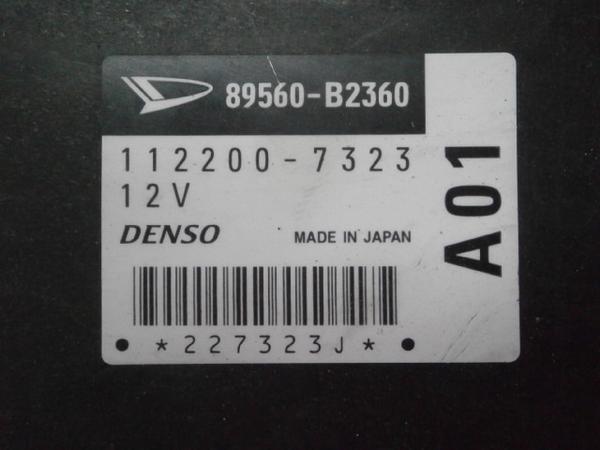 89560-B2360
112200-7323
12V
DENSO MADE IN JAPAN
*227323J*
A01